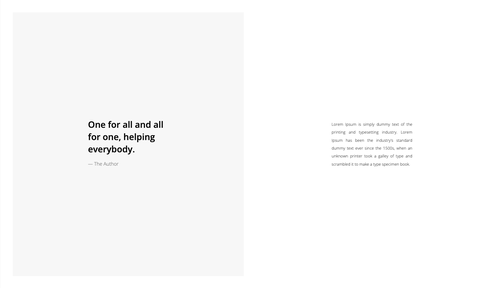 One for all and all
for one, helping
everybody.
— The Author
Lorem Ipsum is simply dummy text of the
printing and typesetting industry. Lorem
Ipsum has been the industry's standard
dummy text ever since the 1500s, when an
unknown printer took a galley of type and
scrambled it to make a type specimen book.